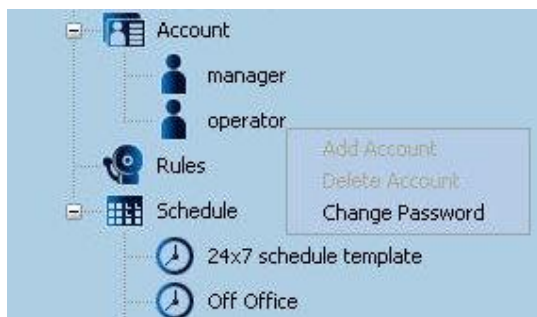 Account
manager
operator
Add Account
Delete Account
Change Password
Rules
Schedule
24x7 schedule template
Off Office